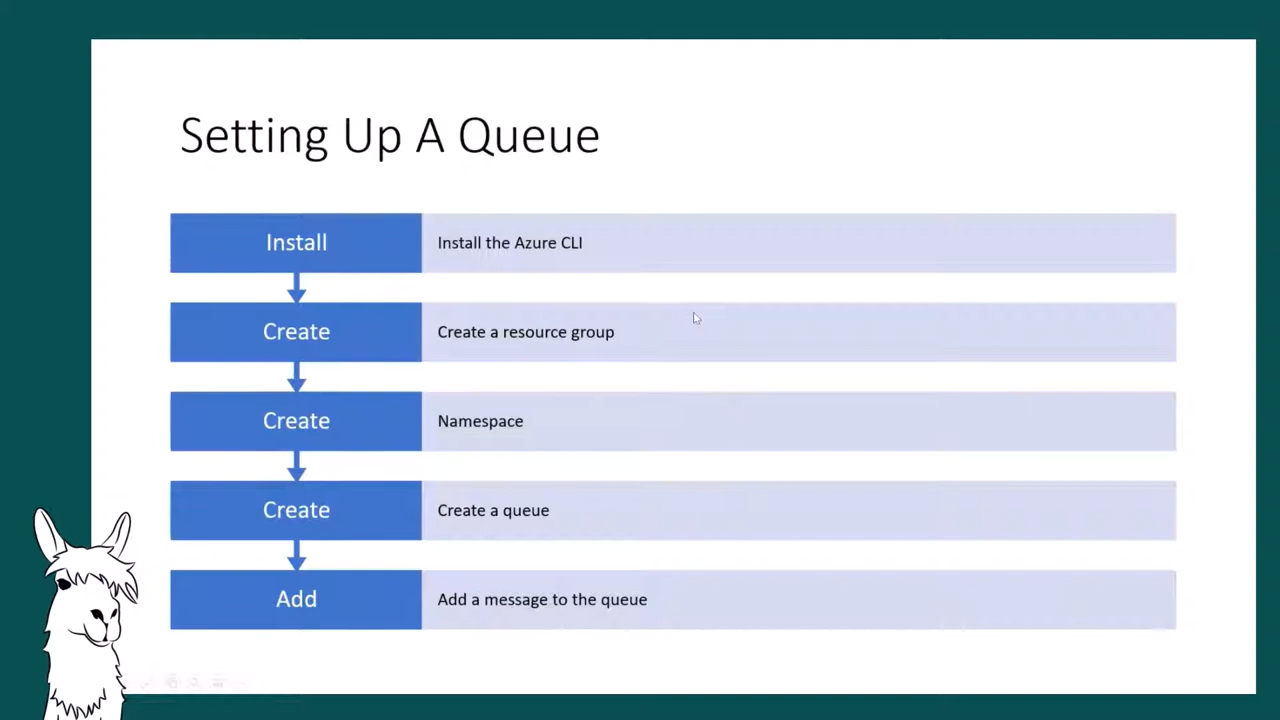 Setting Up A Queue
Install
Install the Azure CLI
Create
Create a resource group
Create
Namespace
Create
Create a queue
Add
Add a message to the queue